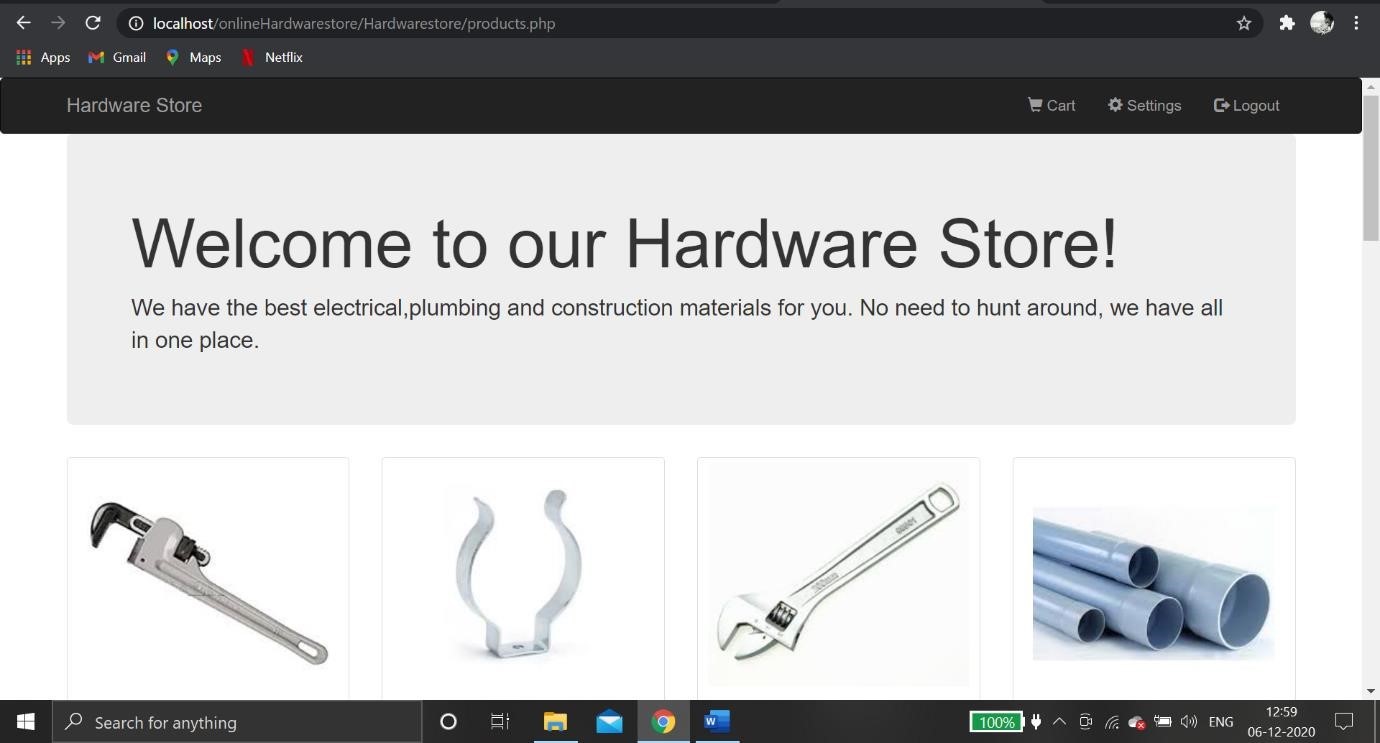 localhost/onlineHardwarestore/Hardwarestore/products.php
Apps Gmail Maps Netflix
Hardware Store Cart Settings Logout
Welcome to our Hardware Store!
We have the best electrical,plumbing and construction materials for you. No need to hunt around, we have all
in one place.
Search for anything
100%
ENG
12:59
06-12-2020